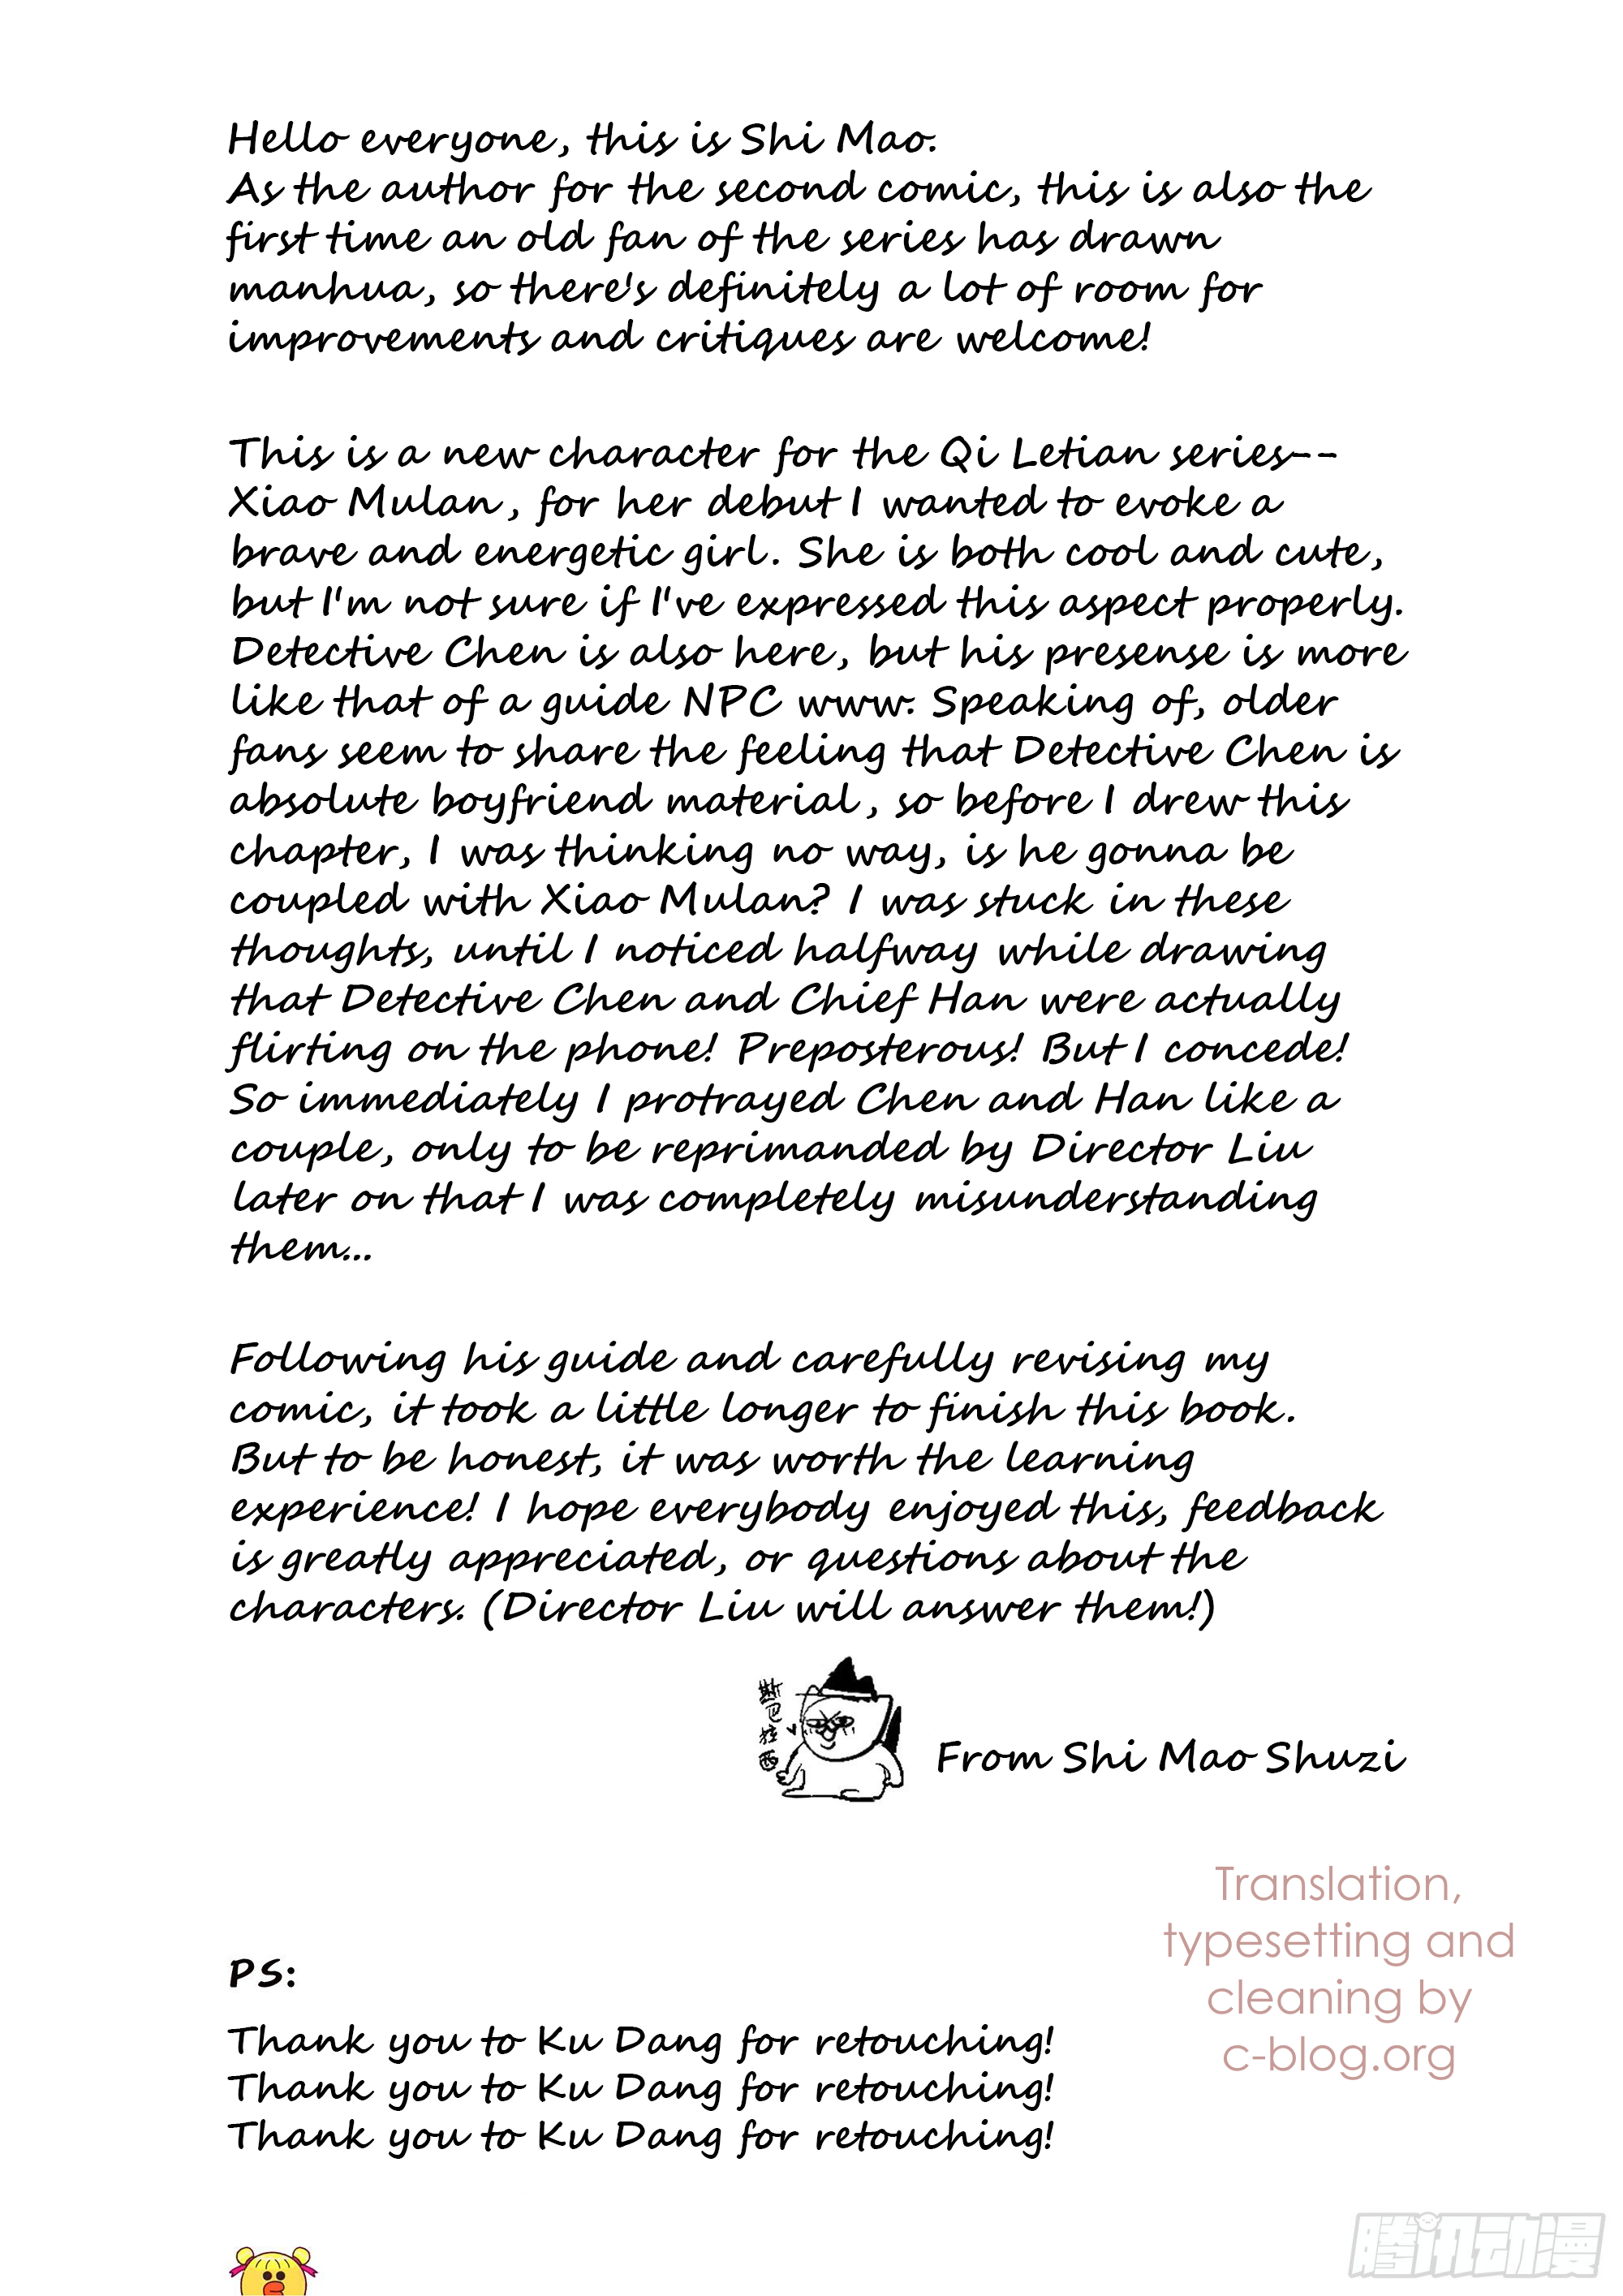 Hello everyone, this is Shi Mao.
As the author for the second comic, this is also the
first time an old fan of the series has drawn
manhua, so there's definitely a lot of room for
improvements and critiques are welcome!
This is a new character for the Qi Letian series--
Xiao Mulan, for her debut I wanted to evoke a
brave and energetic girl. She is both cool and cute,
but I'm not sure if I've expressed this aspect properly.
Detective Chen is also here, but his presense is more
like that of a guide NPC www. Speaking of, older
fans seem to share the feeling that Detective Chen is
absolute boyfriend material, so before I drew this
chapter, I was thinking no way, is he gonna be
coupled with Xiao Mulan? I was stuck in these
thoughts, until I noticed halfway while drawing
that Detective Chen and Chief Han were actually
flirting on the phone! Preposterous! But I concede!
So immediately I protrayed Chen and Han like a
couple, only to be reprimanded by Director Liu
later on that I was completely misunderstanding
them...
Following his guide and carefully revising my
comic, it took a little longer to finish this book.
But to be honest, it was worth the learning
experience! I hope everybody enjoyed this, feedback
is greatly appreciated, or questions about the
characters. (Director Liu will answer them!)
斯巴拉西
From Shi Mao Shuzi
Translation,
typesetting and
cleaning by
c-blog.org
PS:
Thank you to Ku Dang for retouching!
Thank you to Ku Dang for retouching!
Thank you to Ku Dang for retouching!
腾讯动漫